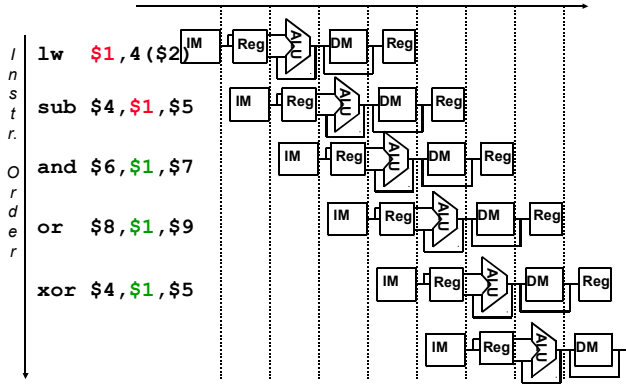 Instr. Order
lw $1,4($2)
IM Reg ALU DM Reg
sub $4,$1,$5
IM Reg ALU DM Reg
and $6,$1,$7
IM Reg ALU DM Reg
or $8,$1,$9
IM Reg ALU DM Reg
xor $4,$1,$5
IM Reg ALU DM Reg
IM Reg ALU DM